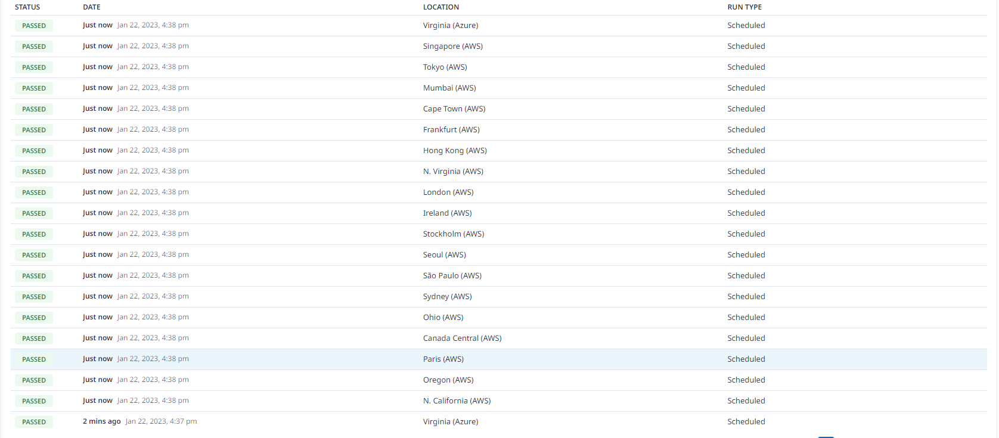 STATUS DATE LOCATION RUN TYPE
PASSED Just now Jan 22, 2023, 4:38 pm Virginia (Azure) Scheduled
PASSED Just now Jan 22, 2023, 4:38 pm Singapore (AWS) Scheduled
PASSED Just now Jan 22, 2023, 4:38 pm Tokyo (AWS) Scheduled
PASSED Just now Jan 22, 2023, 4:38 pm Mumbai (AWS) Scheduled
PASSED Just now Jan 22, 2023, 4:38 pm Cape Town (AWS) Scheduled
PASSED Just now Jan 22, 2023, 4:38 pm Frankfurt (AWS) Scheduled
PASSED Just now Jan 22, 2023, 4:38 pm Hong Kong (AWS) Scheduled
PASSED Just now Jan 22, 2023, 4:38 pm N. Virginia (AWS) Scheduled
PASSED Just now Jan 22, 2023, 4:38 pm London (AWS) Scheduled
PASSED Just now Jan 22, 2023, 4:38 pm Ireland (AWS) Scheduled
PASSED Just now Jan 22, 2023, 4:38 pm Stockholm (AWS) Scheduled
PASSED Just now Jan 22, 2023, 4:38 pm Seoul (AWS) Scheduled
PASSED Just now Jan 22, 2023, 4:38 pm São Paulo (AWS) Scheduled
PASSED Just now Jan 22, 2023, 4:38 pm Sydney (AWS) Scheduled
PASSED Just now Jan 22, 2023, 4:38 pm Ohio (AWS) Scheduled
PASSED Just now Jan 22, 2023, 4:38 pm Canada Central (AWS) Scheduled
PASSED Just now Jan 22, 2023, 4:38 pm Paris (AWS) Scheduled
PASSED Just now Jan 22, 2023, 4:38 pm Oregon (AWS) Scheduled
PASSED Just now Jan 22, 2023, 4:38 pm N. California (AWS) Scheduled
PASSED 2 mins ago Jan 22, 2023, 4:37 pm Virginia (Azure) Scheduled